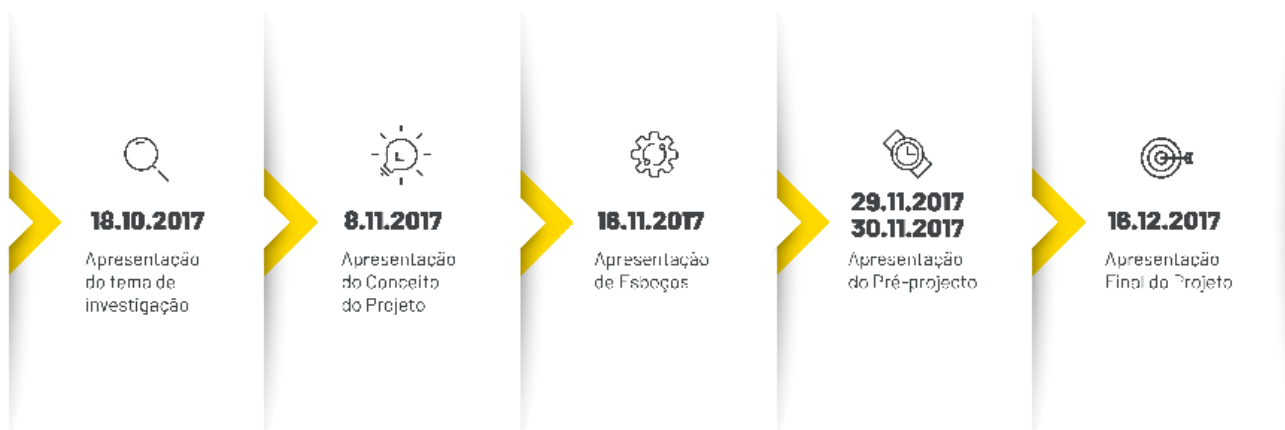 18.10.2017
Apresentação
do tema de
investigação
8.11.2017
Apresentação
do Conceito
do Projeto
16.11.2017
Apresentação
de Esboços
29.11.2017
30.11.2017
Apresentação
do Pré-projecto
16.12.2017
Apresentação
Final do Projeto